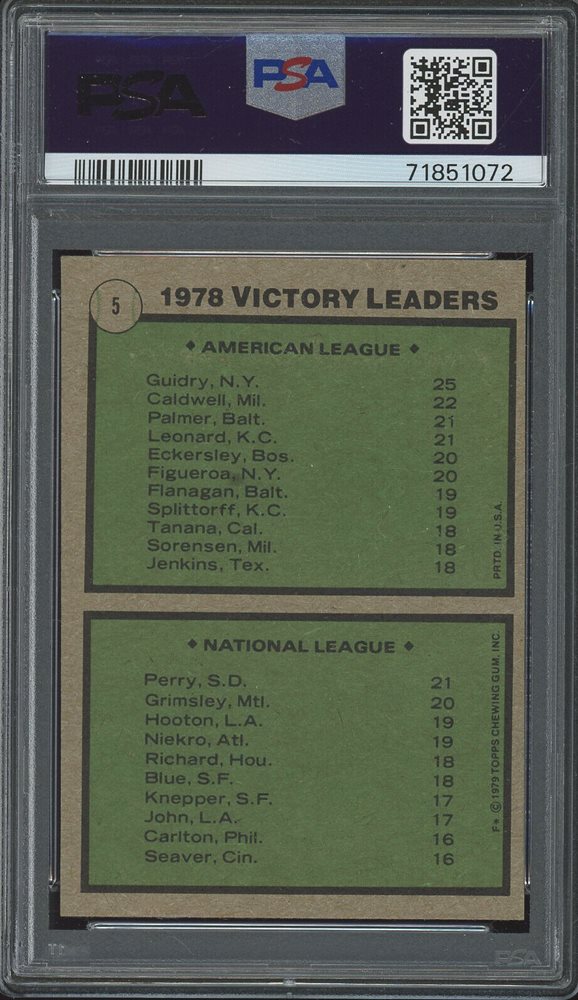 PSA
PSA
71851072
5
1978 VICTORY LEADERS
◆ AMERICAN LEAGUE ◆
Guidry, N.Y. 25
Caldwell, Mil. 22
Palmer, Balt. 21
Leonard, K.C. 21
Eckersley, Bos. 20
Figueroa, N.Y. 20
Flanagan, Balt. 19
Splittorff, K.C. 19
Tanana, Cal. 18
Sorensen, Mil. 18
Jenkins, Tex. 18
PRTD. IN U.S.A.
◆ NATIONAL LEAGUE ◆
Perry, S.D. 21
Grimsley, Mtl. 20
Hooton, L.A. 19
Niekro, Atl. 19
Richard, Hou. 18
Blue, S.F. 18
Knepper, S.F. 17
John, L.A. 17
Carlton, Phil. 16
Seaver, Cin. 16
F* © 1979 TOPPS CHEWING GUM, INC.
PSA